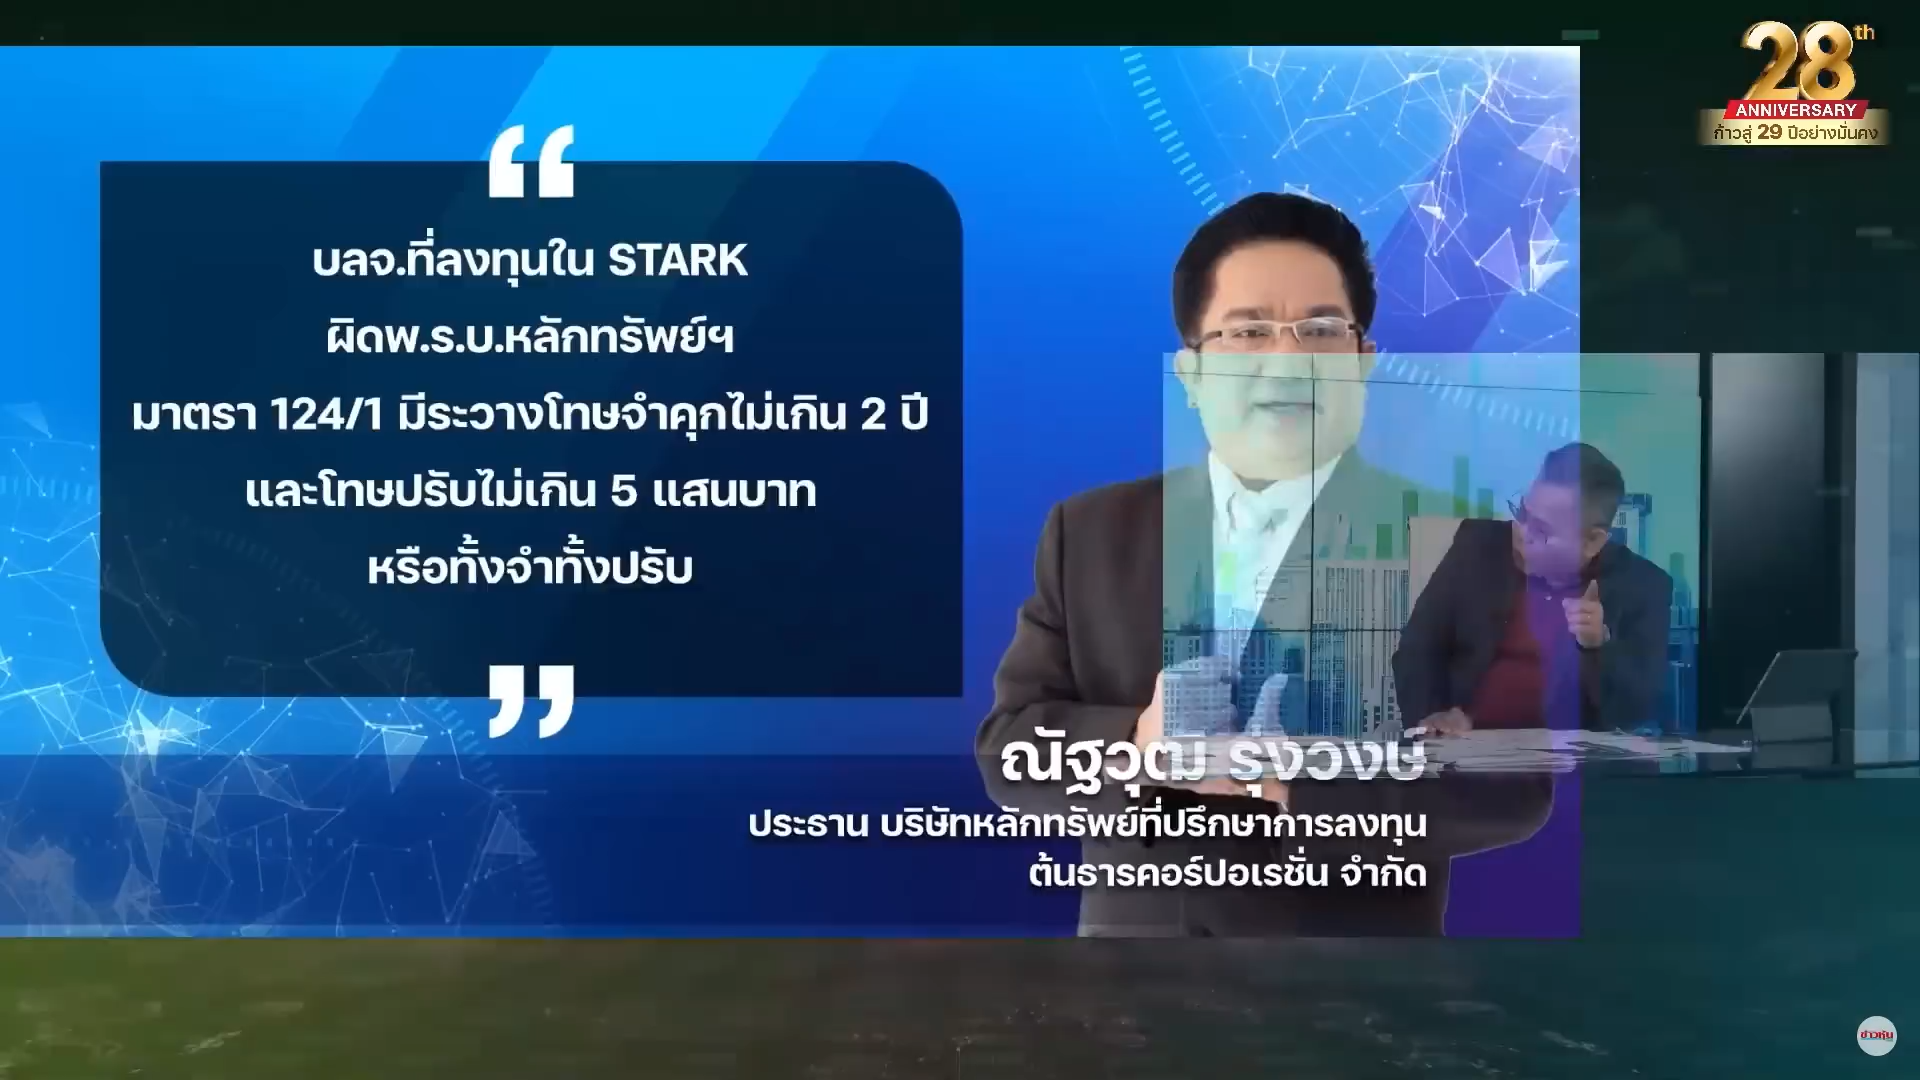 28th
ANNIVERSARY
ก้าวสู่ 29 ปีอย่างมั่นคง
“
บลจ.ที่ลงทุนใน STARK
ผิดพ.ร.บ.หลักทรัพย์ฯ
มาตรา 124/1 มีระวางโทษจำคุกไม่เกิน 2 ปี
และโทษปรับไม่เกิน 5 แสนบาท
หรือทั้งจำทั้งปรับ
”
ณัฐวุฒิ รุ่งวงษ์
ประธาน บริษัทหลักทรัพย์ที่ปรึกษาการลงทุน
ต้นธารคอร์ปอเรชั่น จำกัด
ข่าวหุ้น